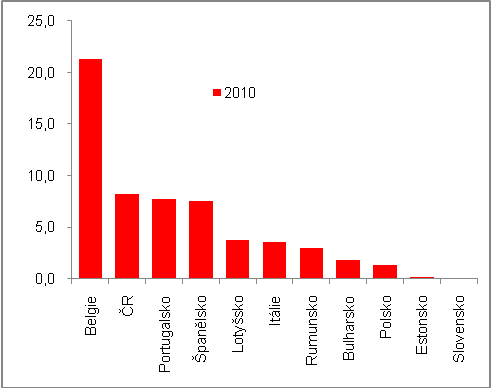 25,0
20,0
15,0
10,0
5,0
0,0
2010
Belgie
ČR
Portugalsko
Španělsko
Lotyšsko
Itálie
Rumunsko
Bulharsko
Polsko
Estonsko
Slovensko